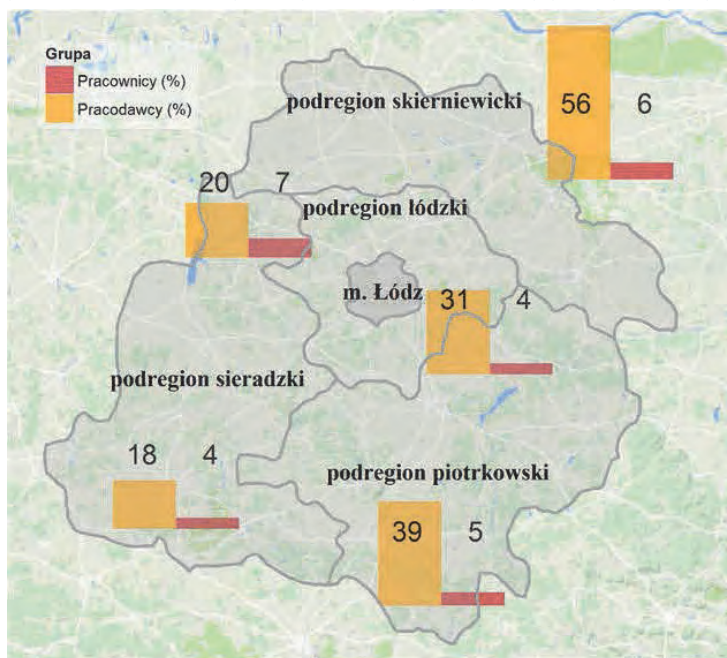 Grupa
Pracownicy (%)
Pracodawcy (%)
podregion skierniewicki
56 6
20 7
podregion łódzki
m. Łódz
31 4
podregion sieradzki
18 4
podregion piotrkowski
39 5